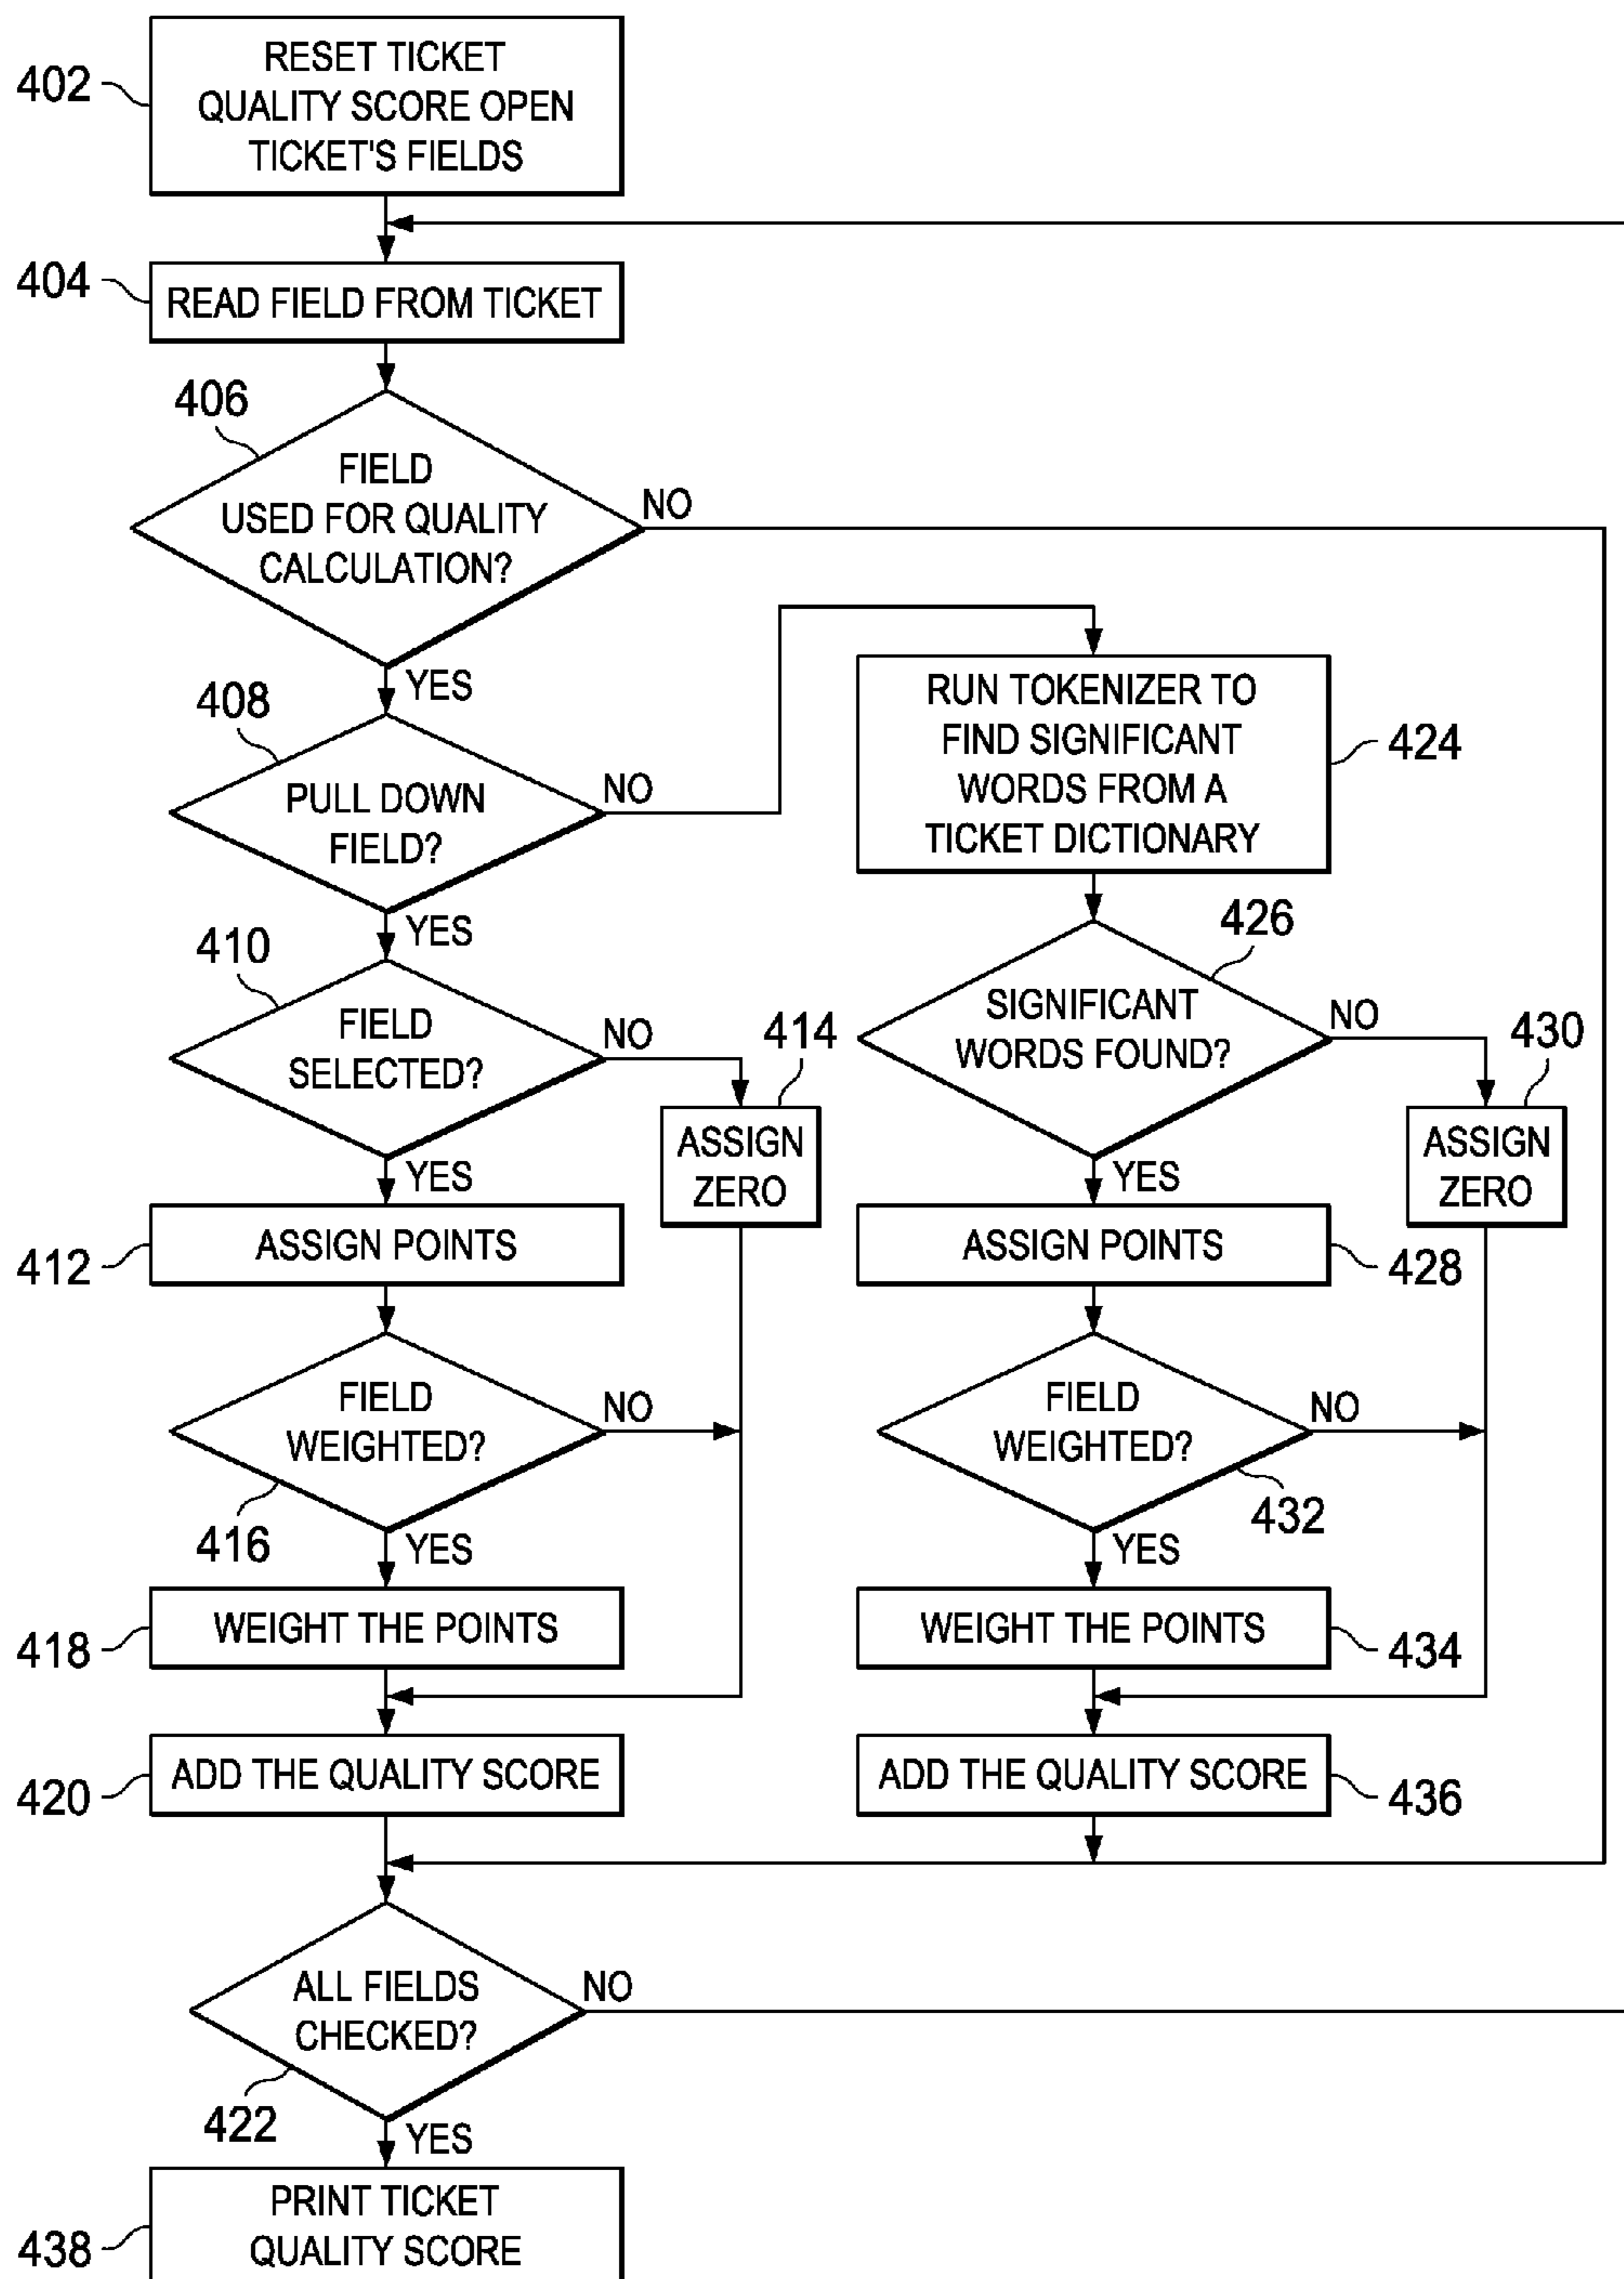 402
RESET TICKET
QUALITY SCORE OPEN
TICKET'S FIELDS
404
READ FIELD FROM TICKET
406
FIELD
USED FOR QUALITY
CALCULATION?
NO
YES
408
PULL DOWN
FIELD?
NO
YES
RUN TOKENIZER TO
FIND SIGNIFICANT
WORDS FROM A
TICKET DICTIONARY
424
410
FIELD
SELECTED?
NO
YES
414
ASSIGN
ZERO
426
SIGNIFICANT
WORDS FOUND?
NO
YES
430
ASSIGN
ZERO
412
ASSIGN POINTS
ASSIGN POINTS
428
FIELD
WEIGHTED?
NO
416
YES
FIELD
WEIGHTED?
NO
432
YES
418
WEIGHT THE POINTS
WEIGHT THE POINTS
434
420
ADD THE QUALITY SCORE
ADD THE QUALITY SCORE
436
ALL FIELDS
CHECKED?
NO
422
YES
438
PRINT TICKET
QUALITY SCORE